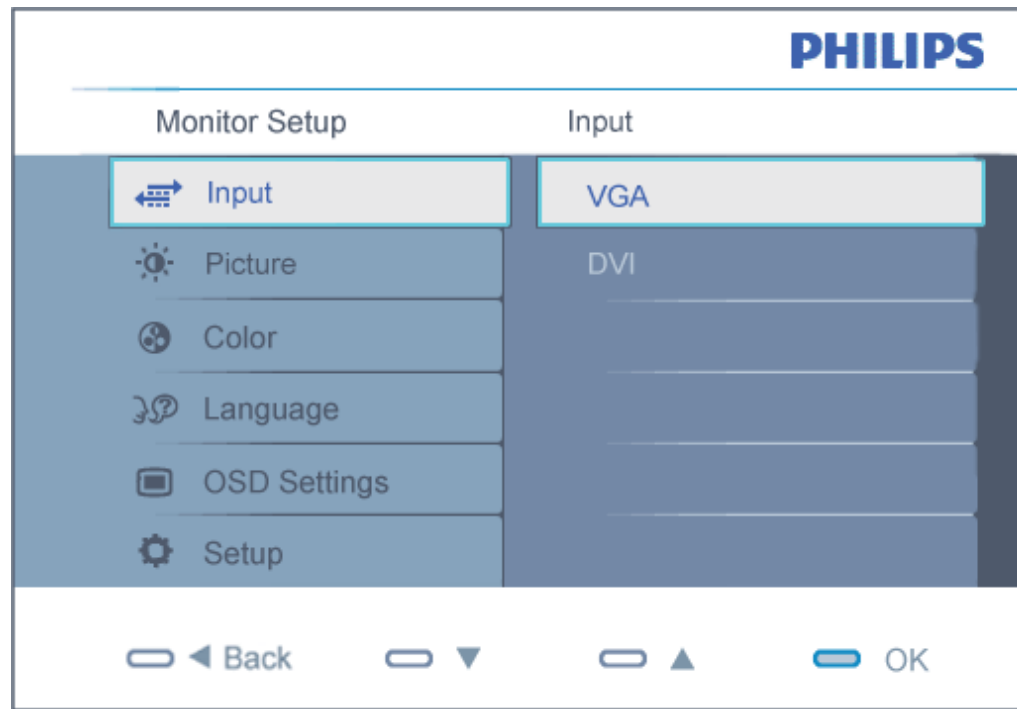 PHILIPS
Monitor Setup
Input
Input
VGA
Picture
DVI
Color
Language
OSD Settings
Setup
Back
OK